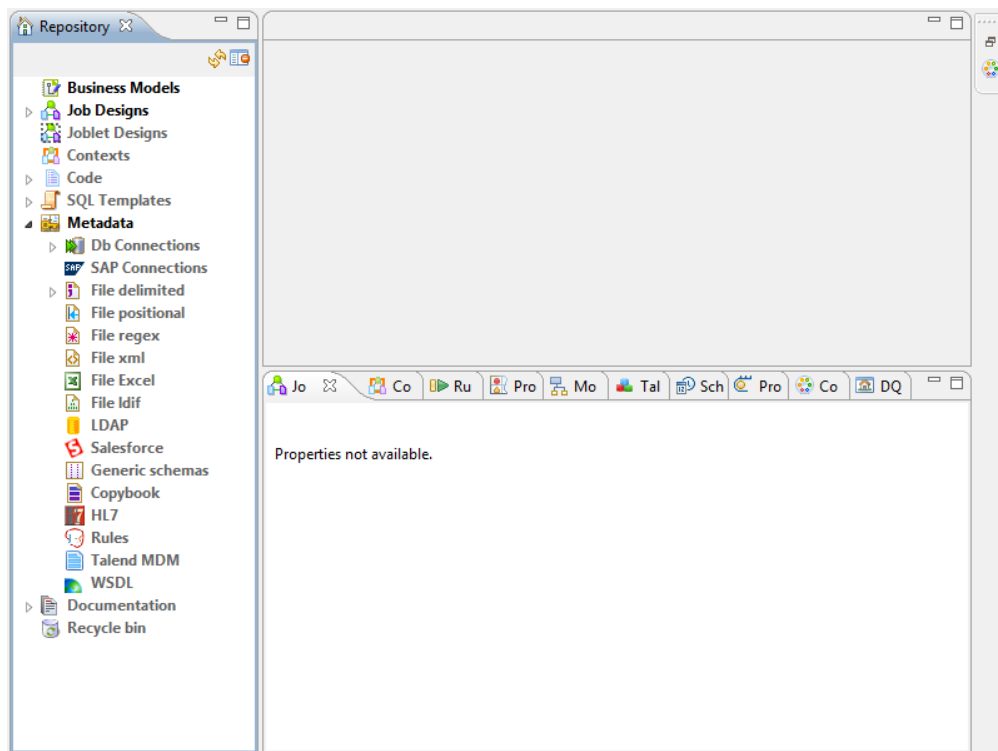 Repository
Business Models
Job Designs
Joblet Designs
Contexts
Code
SQL Templates
Metadata
Db Connections
SAP SAP Connections
File delimited
File positional
File regex
File xml
File Excel
File ldif
LDAP
Salesforce
Generic schemas
Copybook
7 HL7
Rules
Talend MDM
WSDL
Documentation
Recycle bin
Jo Co Ru Pro Mo Tal Sch Pro Co DQ
Properties not available.